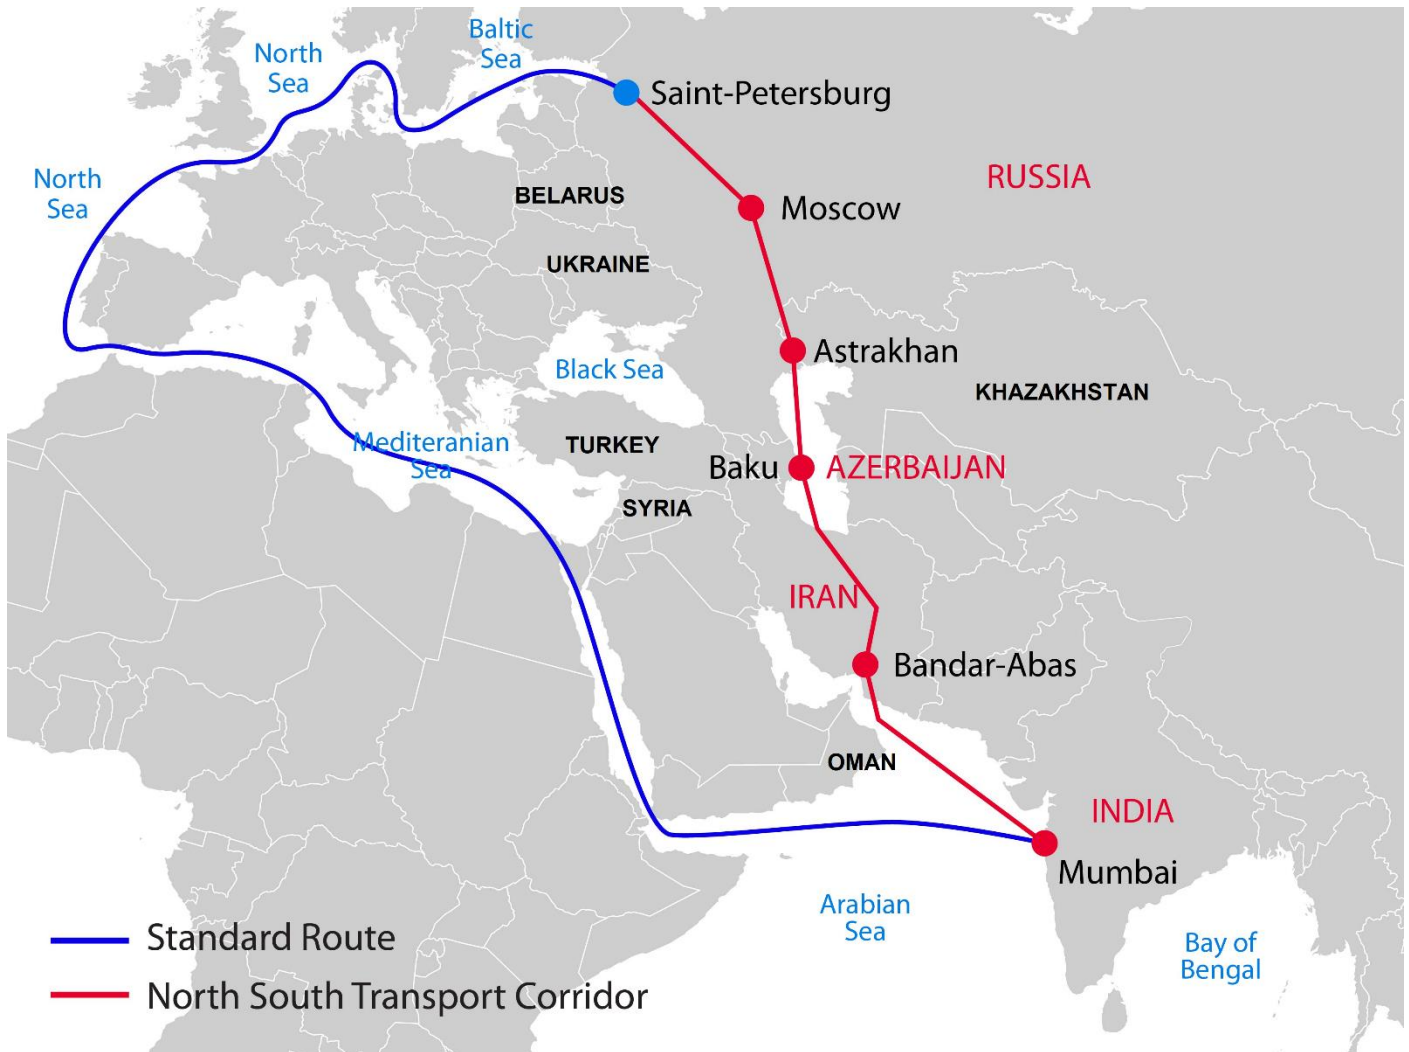 Baltic
Sea
North
Sea
Saint-Petersburg
North
Sea
RUSSIA
BELARUS
Moscow
UKRAINE
Astrakhan
Black Sea
KHAZAKHSTAN
Mediteranian
Sea
TURKEY
Baku
AZERBAIJAN
SYRIA
IRAN
Bandar-Abas
OMAN
INDIA
Mumbai
Arabian
Sea
Bay of
Bengal
Standard Route
North South Transport Corridor